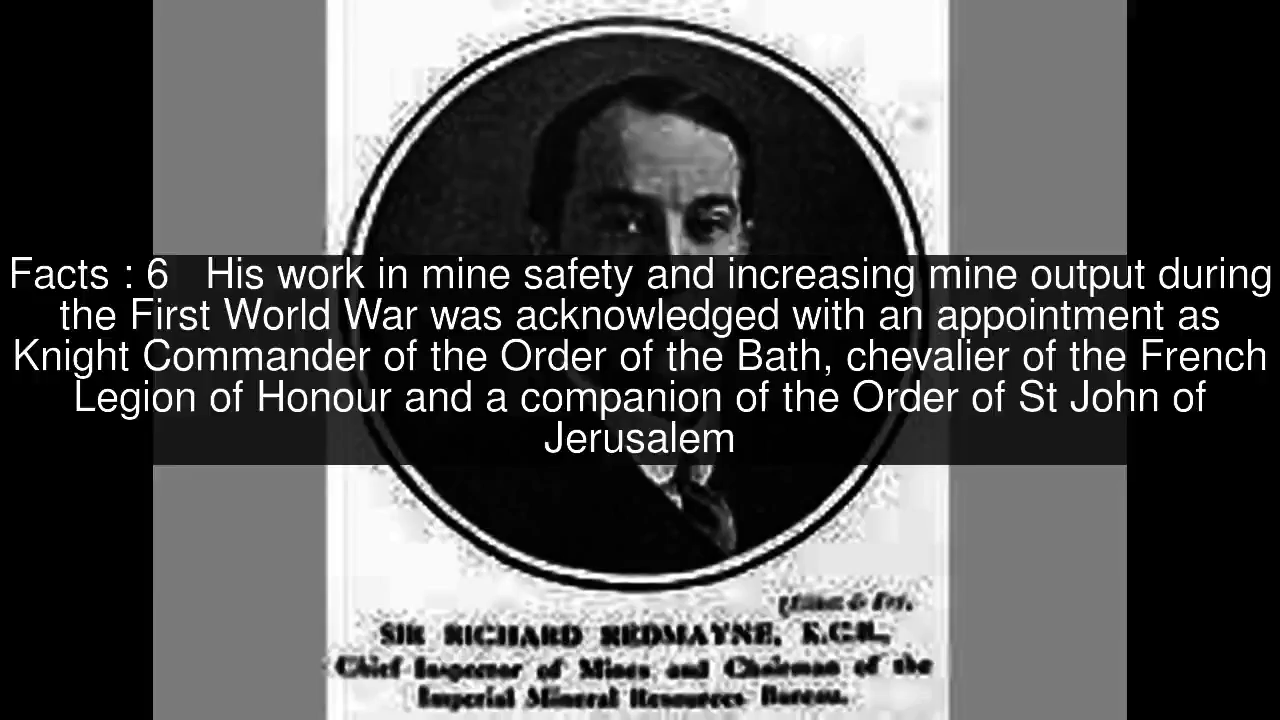 Facts : 6 His work in mine safety and increasing mine output during
the First World War was acknowledged with an appointment as
Knight Commander of the Order of the Bath, chevalier of the French
Legion of Honour and a companion of the Order of St John of
Jerusalem
SIR RICHARD REDMAYNE, K.C.B.,
Chief Inspector of Mines and Chairman of the
Imperial Mineral Resources Bureau.